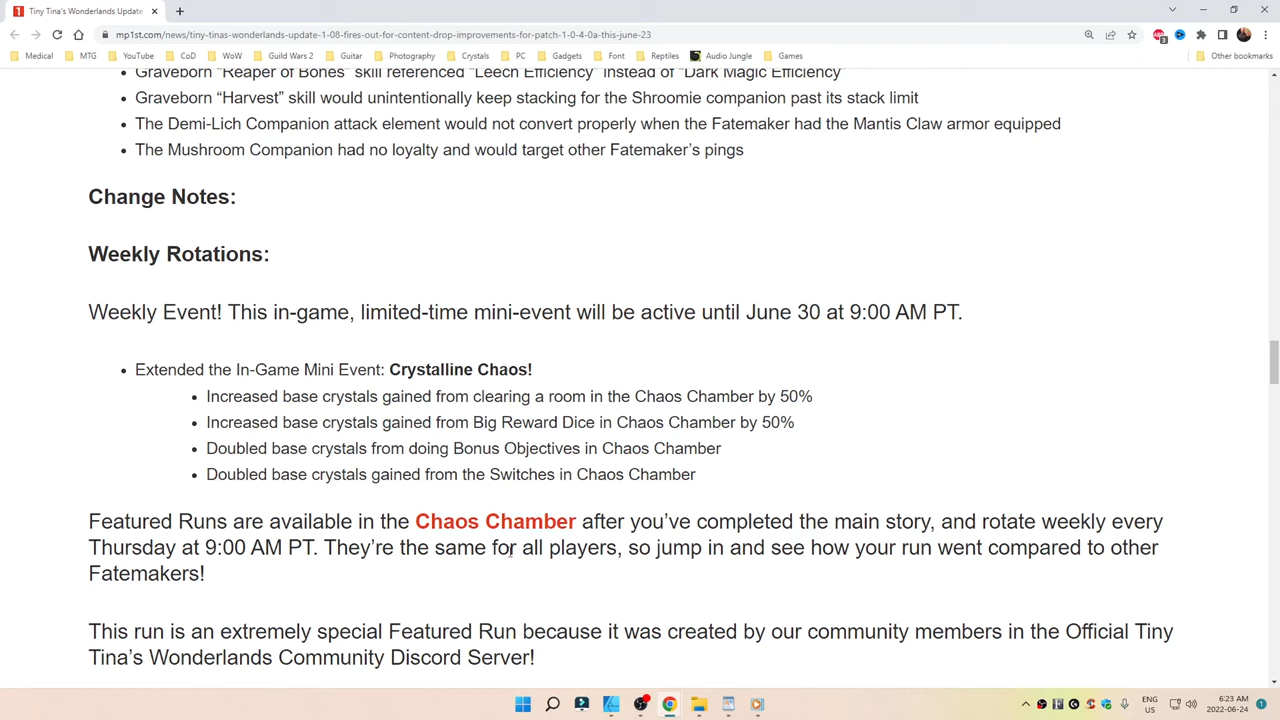 Tiny Tina's Wonderlands Update
mp1st.com/news/tiny-tinas-wonderlands-update-1-08-fires-out-for-content-drop-improvements-for-patch-1-0-4-0a-this-june-23
Medical MTG YouTube CoD WoW Guild Wars 2 Guitar Photography Crystals PC Gadgets Font Reptiles Audio Jungle Games Other bookmarks
Graveborn “Reaper of Bones” skill referenced “Leech Efficiency” instead of “Dark Magic Efficiency”
Graveborn “Harvest” skill would unintentionally keep stacking for the Shroomie companion past its stack limit
The Demi-Lich Companion attack element would not convert properly when the Fatemaker had the Mantis Claw armor equipped
The Mushroom Companion had no loyalty and would target other Fatemaker’s pings
Change Notes:
Weekly Rotations:
Weekly Event! This in-game, limited-time mini-event will be active until June 30 at 9:00 AM PT.
Extended the In-Game Mini Event: Crystalline Chaos!
Increased base crystals gained from clearing a room in the Chaos Chamber by 50%
Increased base crystals gained from Big Reward Dice in Chaos Chamber by 50%
Doubled base crystals from doing Bonus Objectives in Chaos Chamber
Doubled base crystals gained from the Switches in Chaos Chamber
Featured Runs are available in the Chaos Chamber after you’ve completed the main story, and rotate weekly every
Thursday at 9:00 AM PT. They’re the same for all players, so jump in and see how your run went compared to other
Fatemakers!
This run is an extremely special Featured Run because it was created by our community members in the Official Tiny
Tina’s Wonderlands Community Discord Server!
ENG 6:23 AM
US 2022-06-24